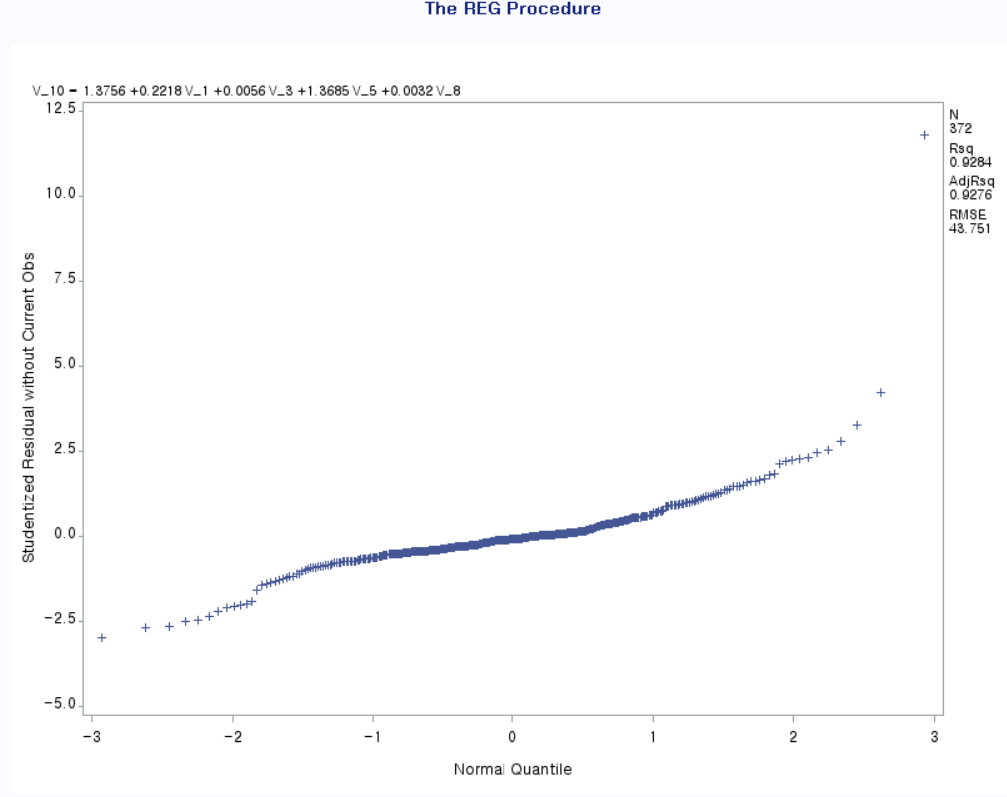 The REG Procedure
V_10 = 1.3756 +0.2218 V_1 +0.0056 V_3 +1.3685 V_5 +0.0032 V_8
N
372
Rsq
0.9284
AdjRsq
0.9276
RMSE
43.751
12.5
10.0
7.5
5.0
2.5
0.0
−2.5
−5.0
Studentized Residual without Current Obs
−3 −2 −1 0 1 2 3
Normal Quantile